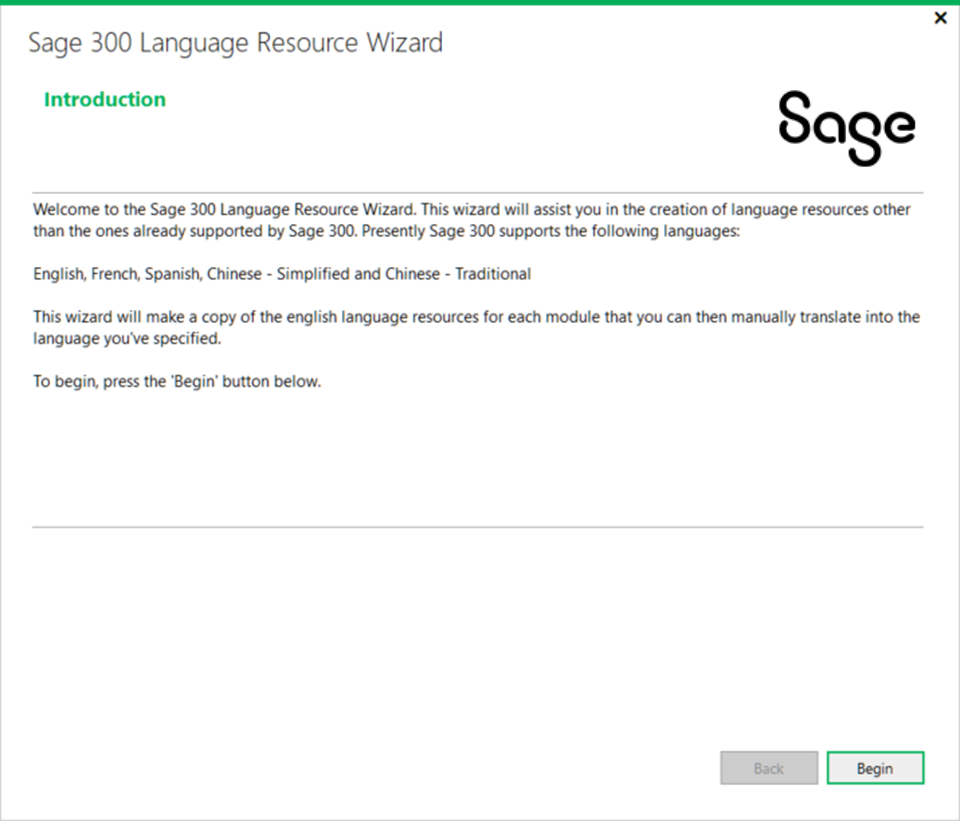 Sage 300 Language Resource Wizard
Introduction
Sage
Welcome to the Sage 300 Language Resource Wizard. This wizard will assist you in the creation of language resources other
than the ones already supported by Sage 300. Presently Sage 300 supports the following languages:
English, French, Spanish, Chinese - Simplified and Chinese - Traditional
This wizard will make a copy of the english language resources for each module that you can then manually translate into the
language you've specified.
To begin, press the 'Begin' button below.
Back
Begin